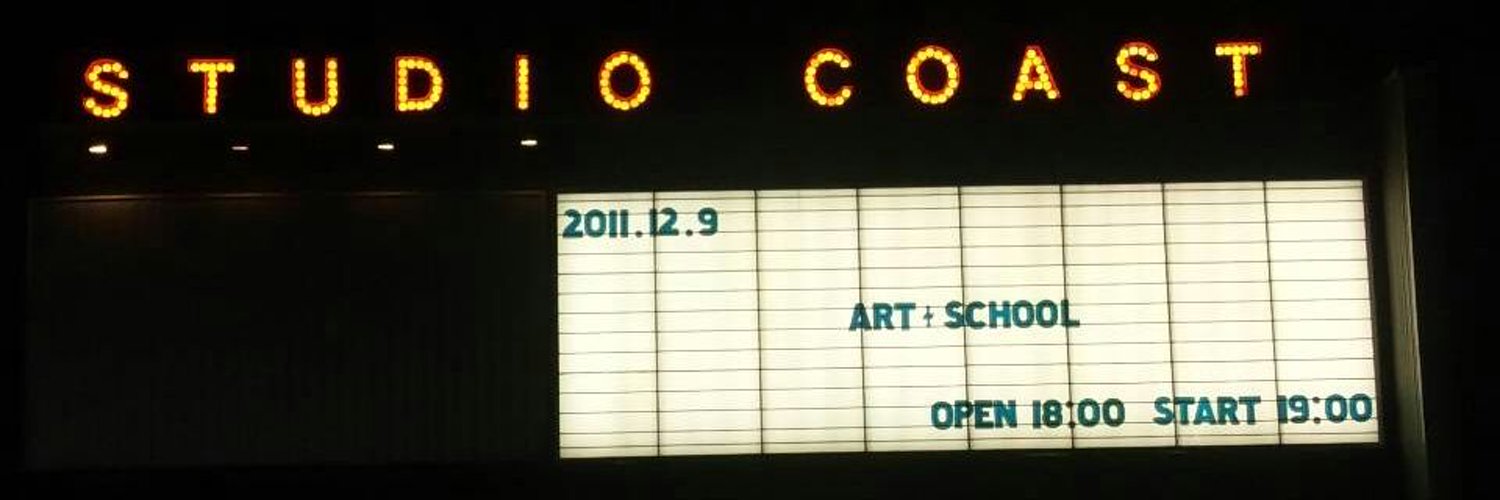 STUDIO COAST
2011.12.9
ART⚡SCHOOL
OPEN 18:00 START 19:00